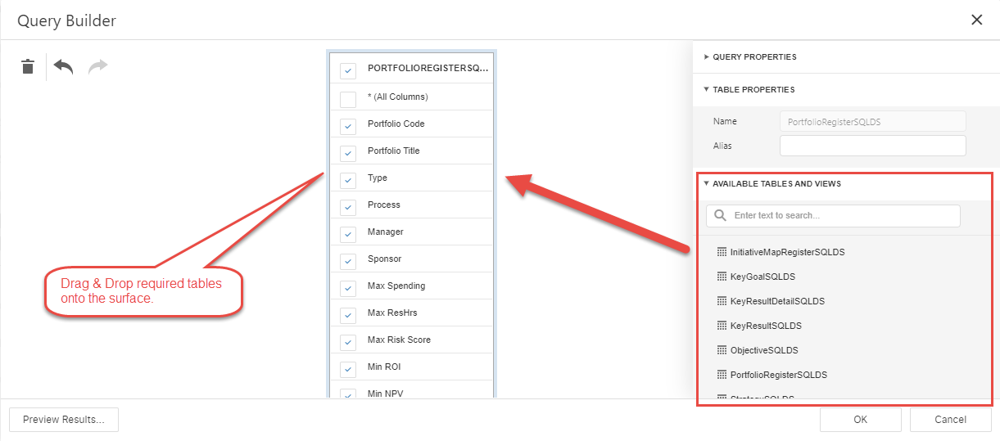 Query Builder
PORTFOLIOREGISTERSQ...
* (All Columns)
Portfolio Code
Portfolio Title
Type
Process
Manager
Sponsor
Max Spending
Max ResHrs
Max Risk Score
Min ROI
Min NPV
Drag & Drop required tables
onto the surface.
QUERY PROPERTIES
TABLE PROPERTIES
Name PortfolioRegisterSQLDS
Alias
AVAILABLE TABLES AND VIEWS
Enter text to search...
InitiativeMapRegisterSQLDS
KeyGoalSQLDS
KeyResultDetailSQLDS
KeyResultSQLDS
ObjectiveSQLDS
PortfolioRegisterSQLDS
StrategySQLDS
Preview Results...
OK
Cancel